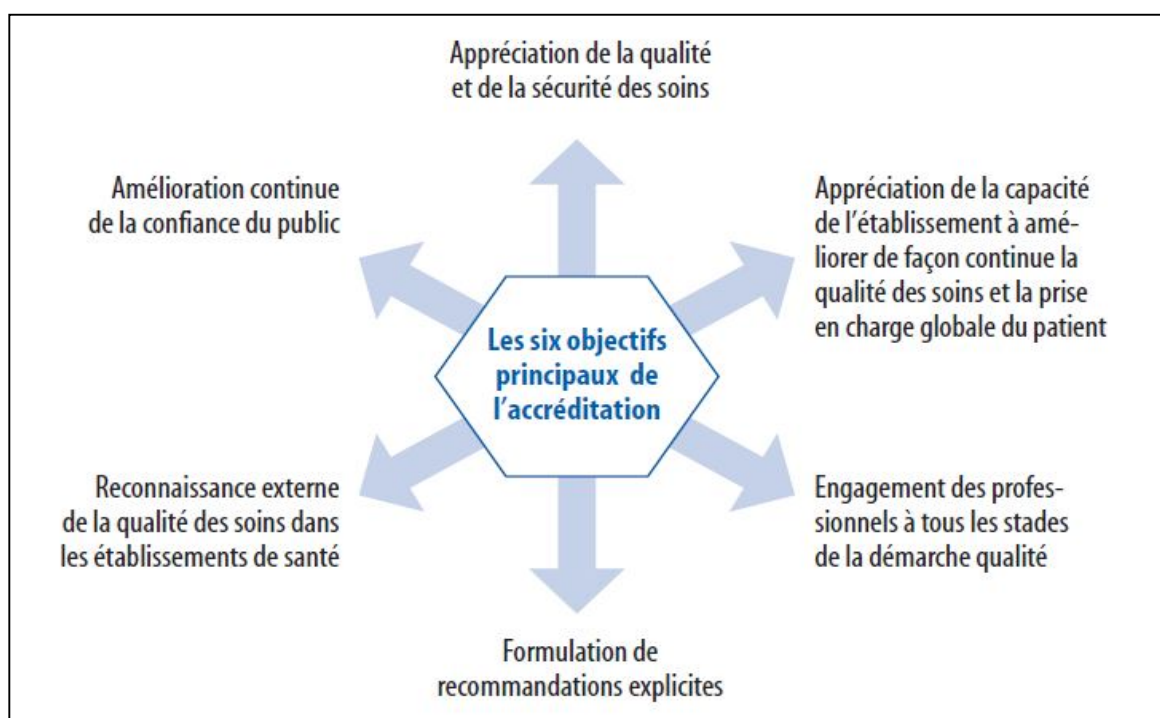 Appréciation de la qualité
et de la sécurité des soins
Amélioration continue
de la confiance du public
Appréciation de la capacité
de l’établissement à amé-
liorer de façon continue la
qualité des soins et la prise
en charge globale du patient
Les six objectifs
principaux de
l’accréditation
Reconnaissance externe
de la qualité des soins dans
les établissements de santé
Engagement des profes-
sionnels à tous les stades
de la démarche qualité
Formulation de
recommandations explicites